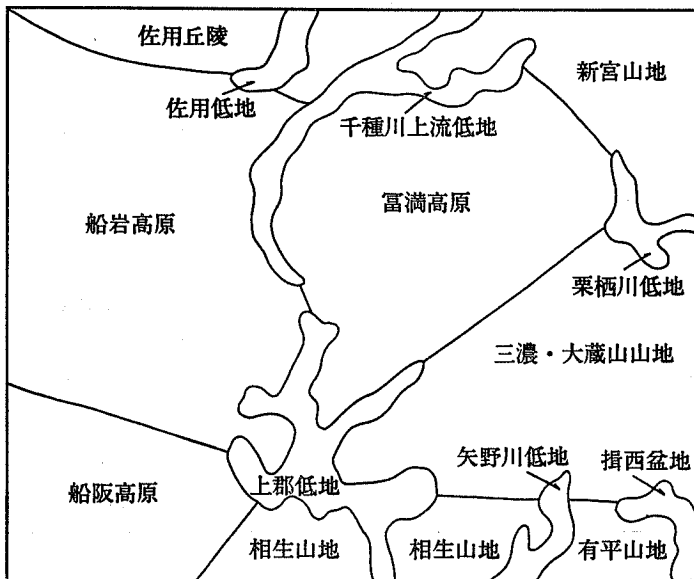 佐用丘陵
新宮山地
佐用低地
千種川上流低地
冨満高原
船岩高原
栗栖川低地
三濃・大蔵山山地
矢野川低地
揖西盆地
船阪高原
上郡低地
相生山地
相生山地
有平山地